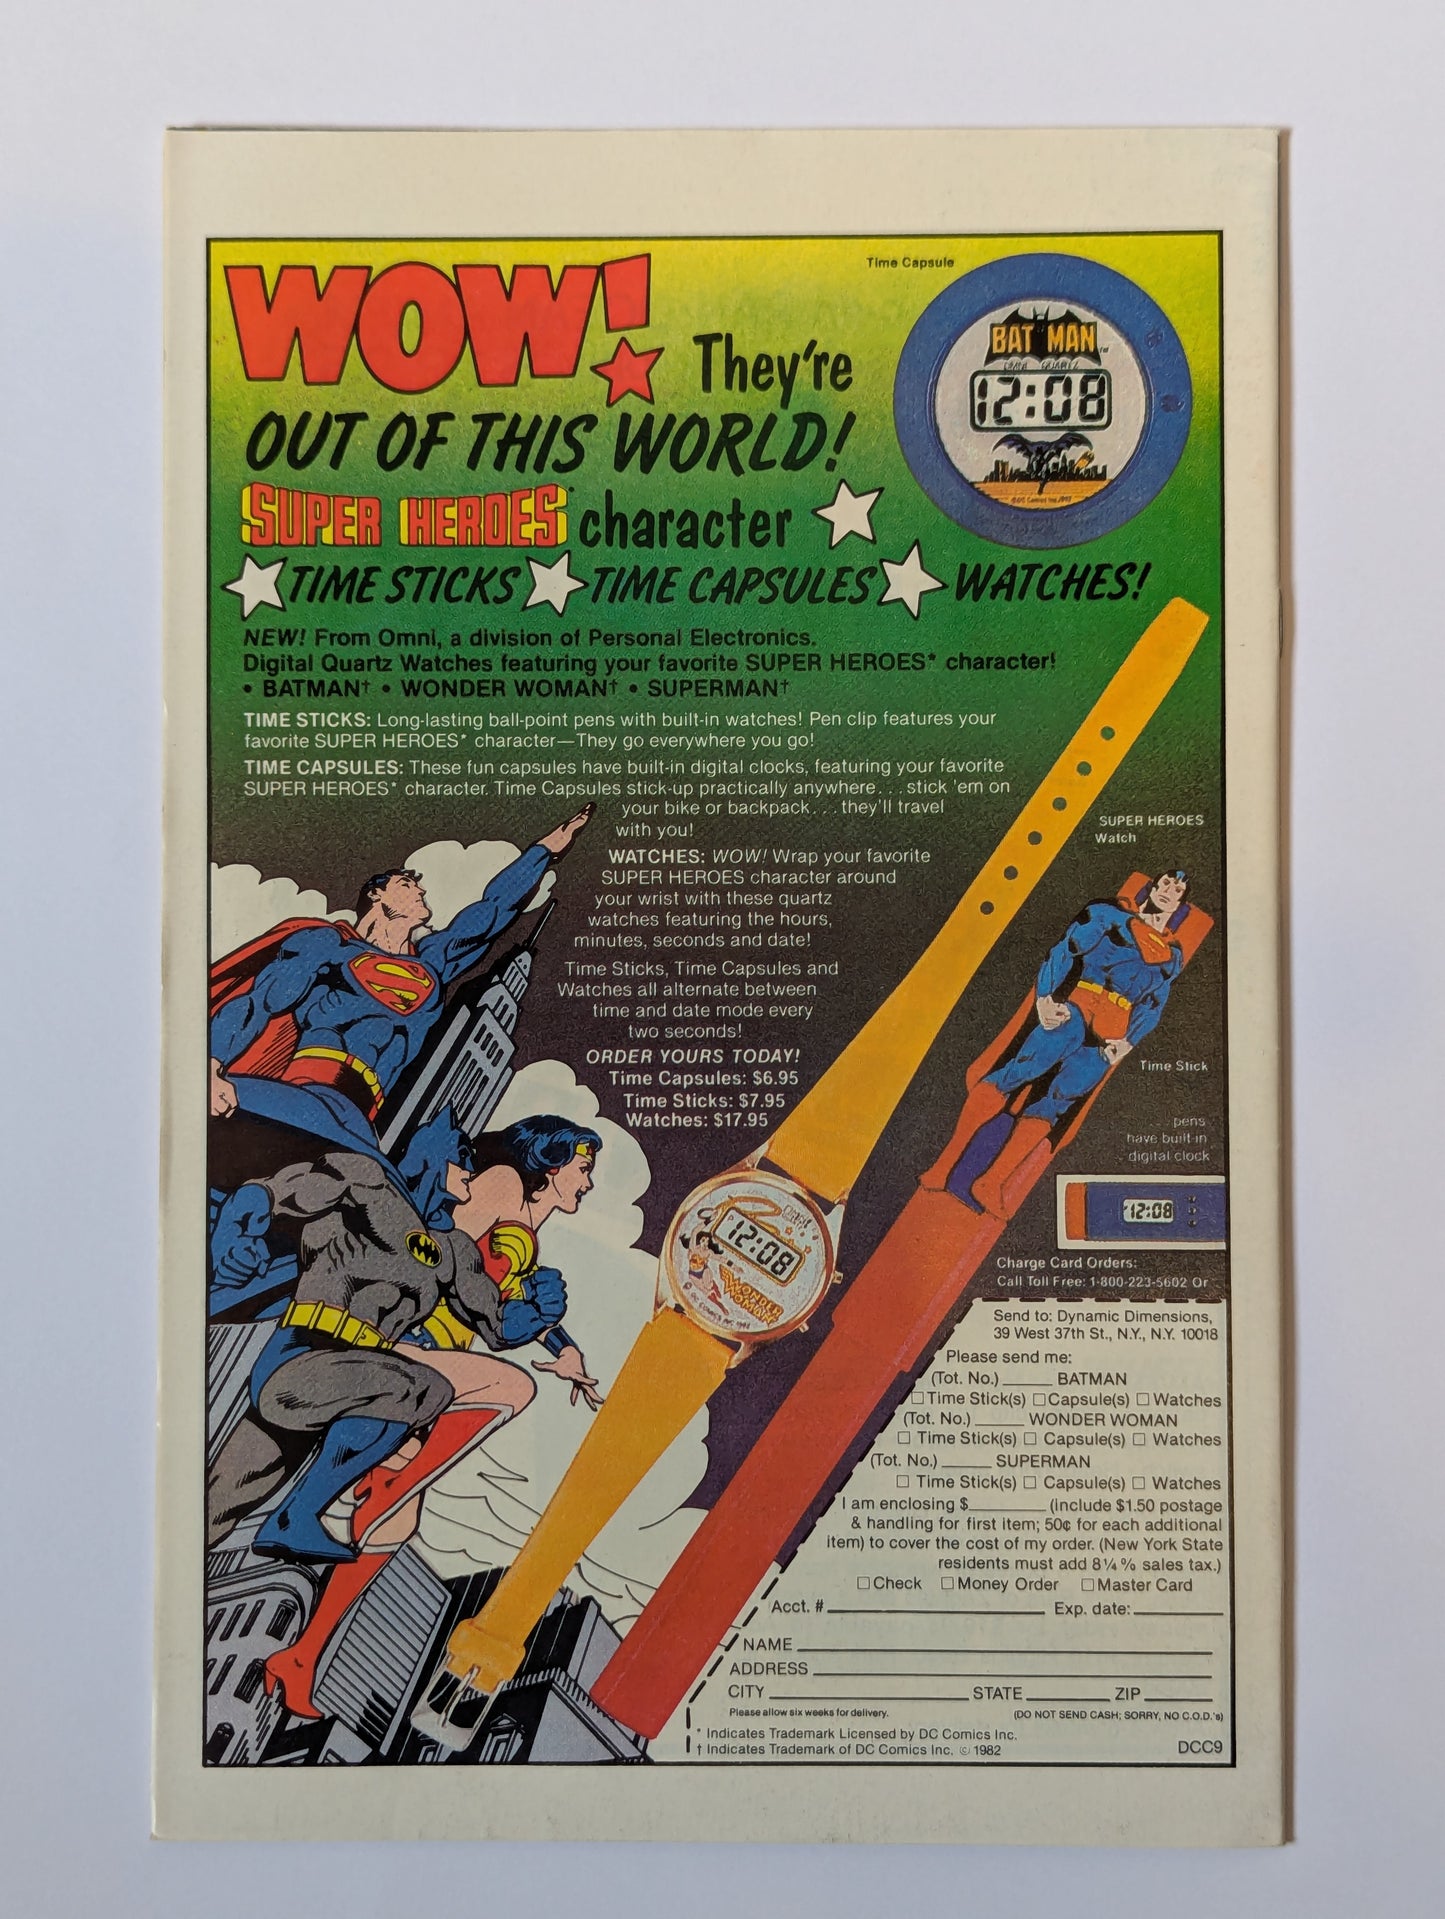 WOW! They're
OUT OF THIS WORLD!
SUPER HEROES* character
TIME STICKS TIME CAPSULES WATCHES!
Time Capsule
BATMAN
12:08
NEW! From Omni, a division of Personal Electronics.
Digital Quartz Watches featuring your favorite SUPER HEROES* character!
• BATMAN† • WONDER WOMAN† • SUPERMAN†
TIME STICKS: Long-lasting ball-point pens with built-in watches! Pen clip features your
favorite SUPER HEROES* character—They go everywhere you go!
TIME CAPSULES: These fun capsules have built-in digital clocks, featuring your favorite
SUPER HEROES* character. Time Capsules stick-up practically anywhere...stick 'em on
your bike or backpack...they'll travel
with you!
WATCHES: WOW! Wrap your favorite
SUPER HEROES character around
your wrist with these quartz
watches featuring the hours,
minutes, seconds and date!
Time Sticks, Time Capsules and
Watches all alternate between
time and date mode every
two seconds!
ORDER YOURS TODAY!
Time Capsules: $6.95
Time Sticks: $7.95
Watches: $17.95
SUPER HEROES
Watch
Time Stick
...pens
have built-in
digital clock
12:08
12:08
WONDER
WOMAN
Charge Card Orders:
Call Toll Free: 1-800-223-5602 Or
Send to: Dynamic Dimensions,
39 West 37th St., N.Y., N.Y. 10018
Please send me:
(Tot. No.) _____ BATMAN
□ Time Stick(s) □ Capsule(s) □ Watches
(Tot. No.) _____ WONDER WOMAN
□ Time Stick(s) □ Capsule(s) □ Watches
(Tot. No.) _____ SUPERMAN
□ Time Stick(s) □ Capsule(s) □ Watches
I am enclosing $________ (include $1.50 postage
& handling for first item; 50¢ for each additional
item) to cover the cost of my order. (New York State
residents must add 8¼% sales tax.)
□ Check □ Money Order □ Master Card
Acct. # ____________________ Exp. date: ________
NAME ____________________
ADDRESS ____________________
CITY ____________________ STATE ________ ZIP ________
Please allow six weeks for delivery. (DO NOT SEND CASH; SORRY, NO C.O.D.'s)
* Indicates Trademark Licensed by DC Comics Inc.
† Indicates Trademark of DC Comics Inc. © 1982 DCC9